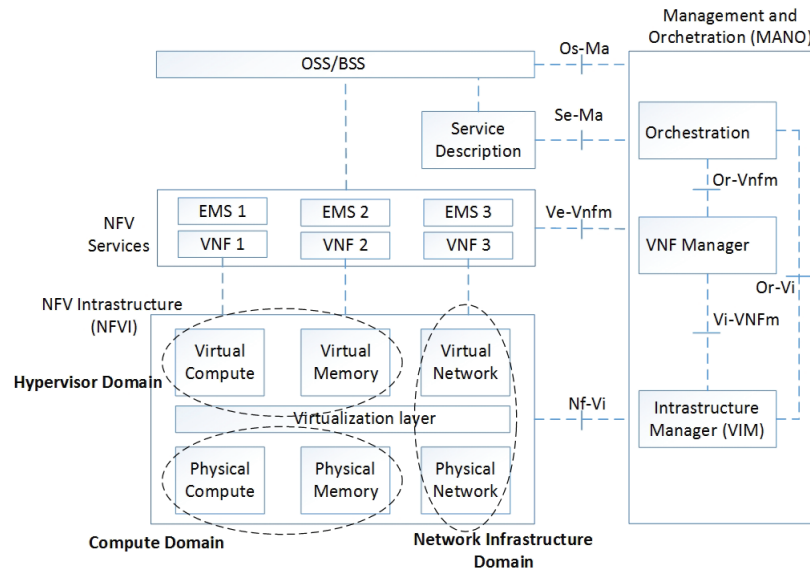 Management and
Orchetration (MANO)
Os-Ma
OSS/BSS
Se-Ma
Service
Description
Orchestration
Or-Vnfm
NFV
Services
EMS 1
EMS 2
EMS 3
VNF 1
VNF 2
VNF 3
Ve-Vnfm
VNF Manager
Or-Vi
NFV Intrastructure
(NFVI)
Vi-VNFm
Virtual
Compute
Virtual
Memory
Virtual
Network
Hypervisor Domain
Virtualization layer
Nf-Vi
Intrastructure
Manager (VIM)
Physical
Compute
Physical
Memory
Physical
Network
Compute Domain
Network Infrastructure
Domain